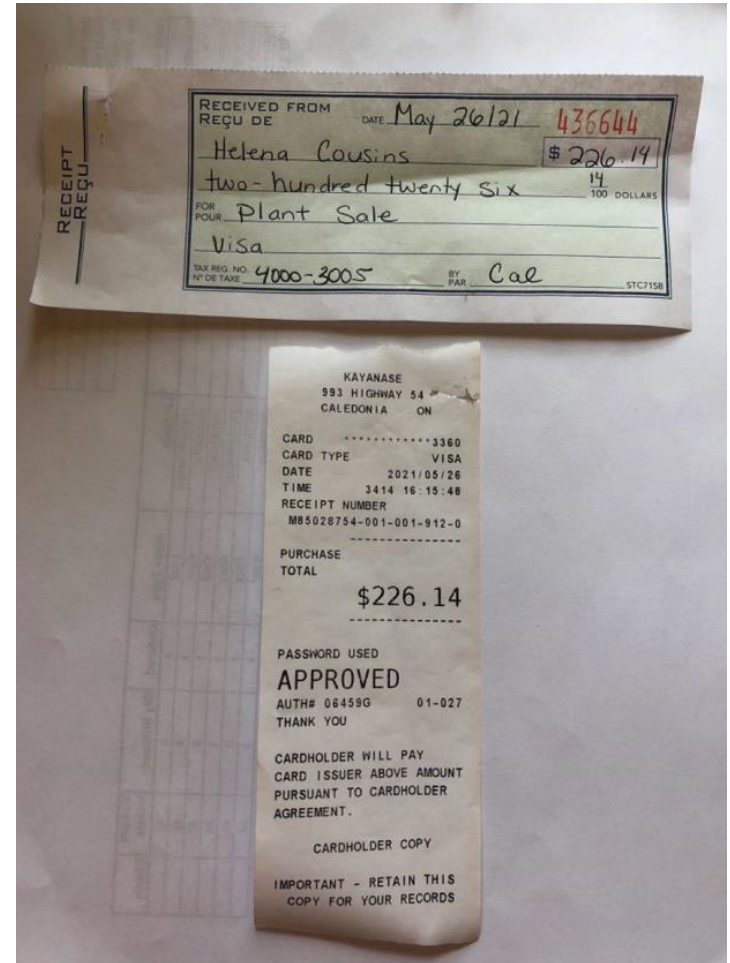 RECEIPT
REÇU
RECEIVED FROM
REÇU DE
DATE May 26/21 436644
Helena Cousins $ 226.14
two-hundred twenty six 14/100 DOLLARS
FOR
POUR Plant Sale
Visa
TAX REG. NO.
N° DE TAXE 4000-3005 BY
PAR Cal STC71SB
KAYANASE
993 HIGHWAY 54
CALEDONIA ON
CARD ************3360
CARD TYPE VISA
DATE 2021/05/26
TIME 3414 16:15:48
RECEIPT NUMBER
M85028754-001-001-912-0
PURCHASE
TOTAL
$226.14
PASSWORD USED
APPROVED
AUTH# 06459G 01-027
THANK YOU
CARDHOLDER WILL PAY
CARD ISSUER ABOVE AMOUNT
PURSUANT TO CARDHOLDER
AGREEMENT.
CARDHOLDER COPY
IMPORTANT - RETAIN THIS
COPY FOR YOUR RECORDS